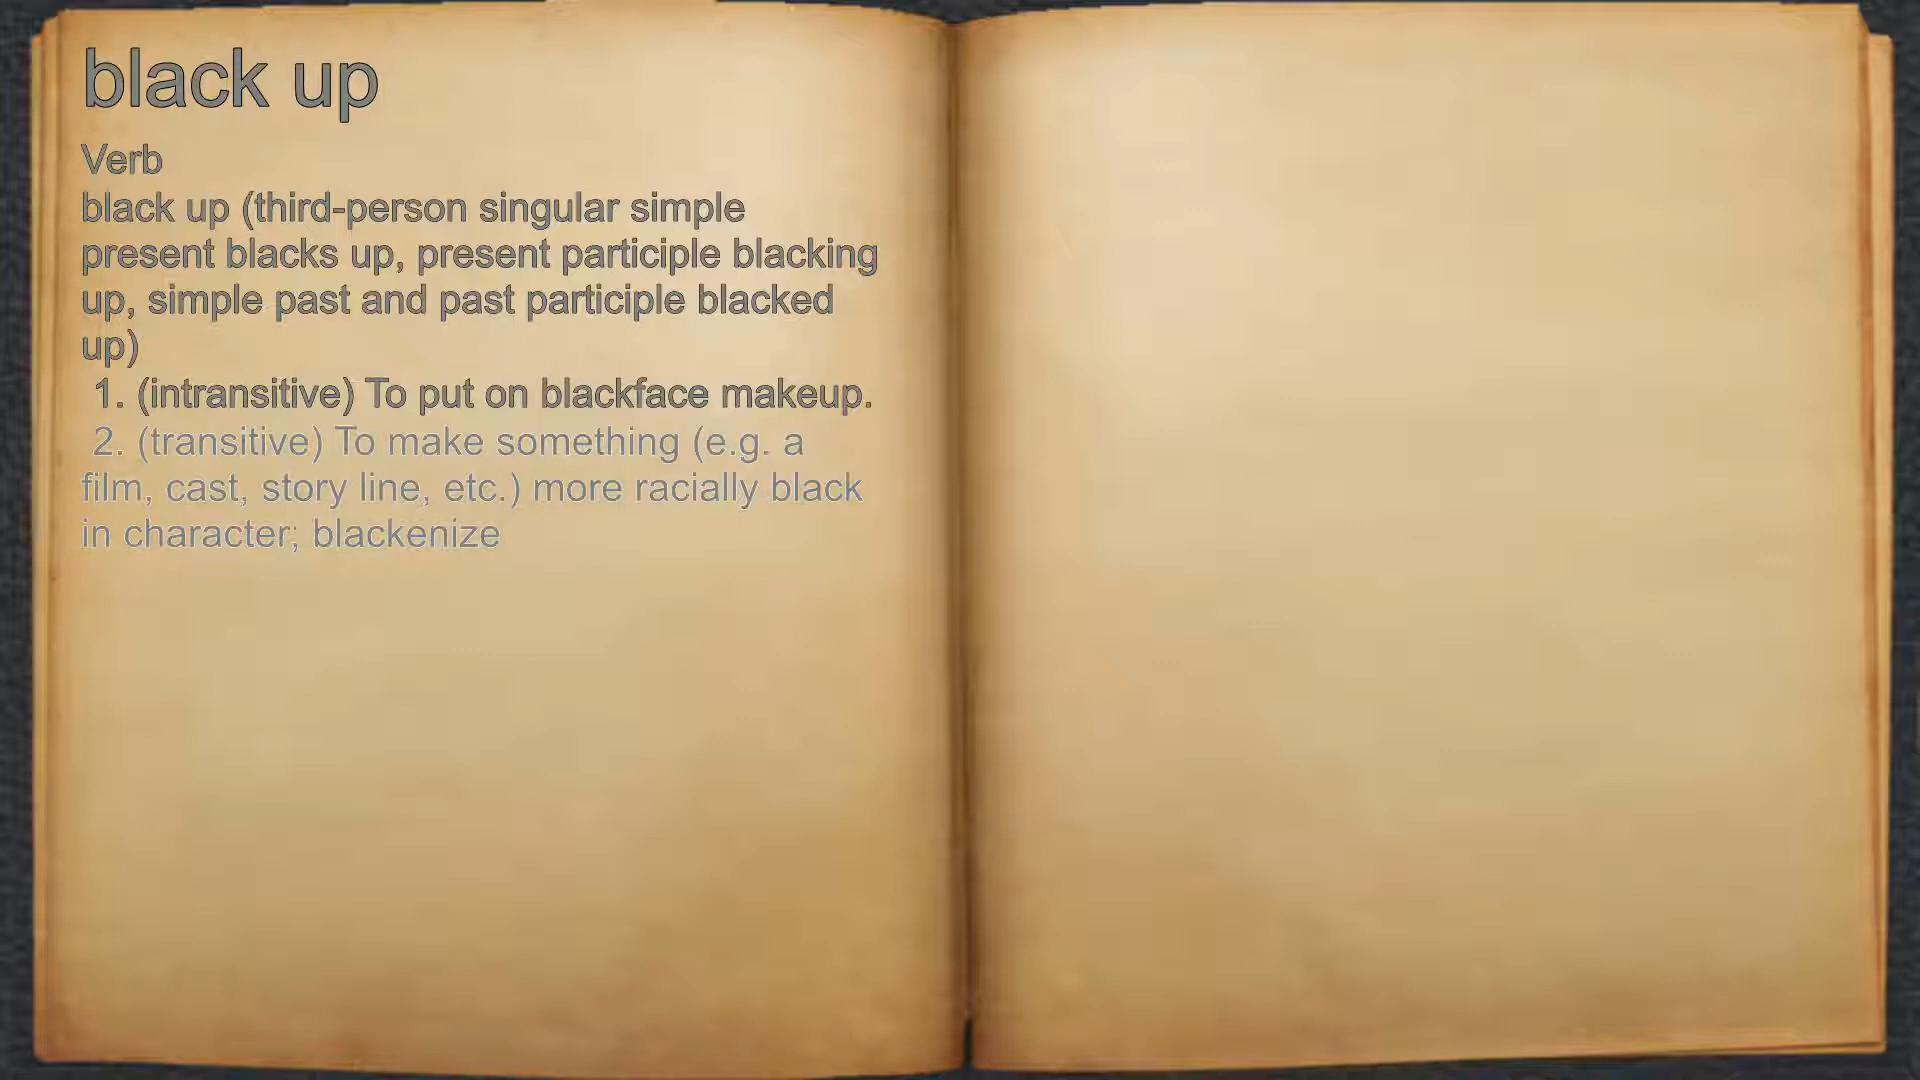 black up
Verb
black up (third-person singular simple
present blacks up, present participle blacking
up, simple past and past participle blacked
up)
1. (intransitive) To put on blackface makeup.
2. (transitive) To make something (e.g. a
film, cast, story line, etc.) more racially black
in character; blackenize